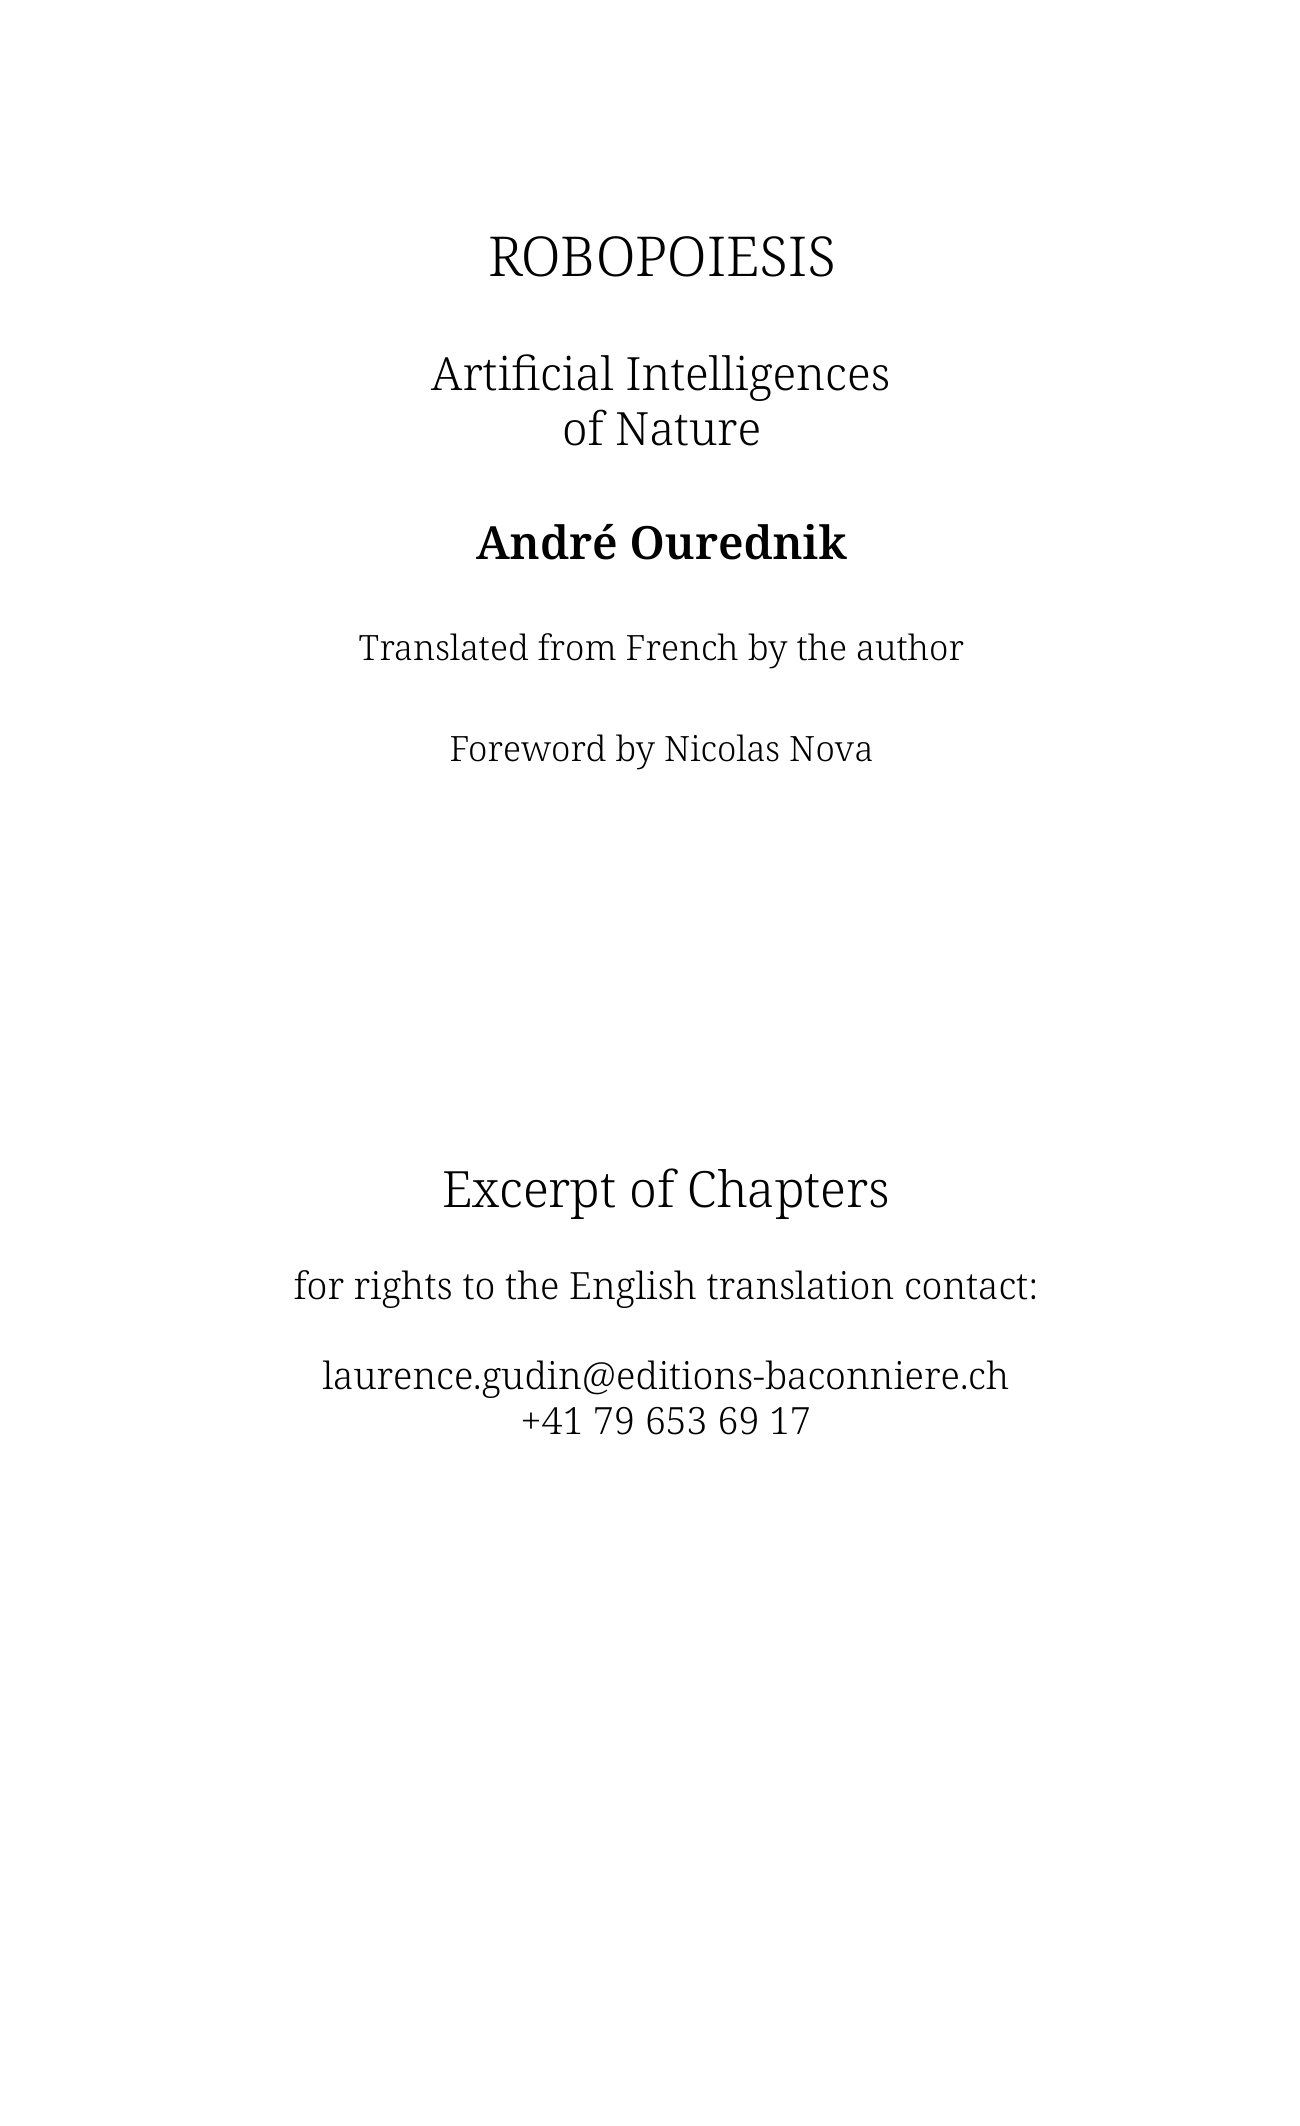 ROBOPOIESIS
Artificial Intelligences
of Nature
André Ourednik
Translated from French by the author
Foreword by Nicolas Nova
Excerpt of Chapters
for rights to the English translation contact:
laurence.gudin@editions-baconniere.ch
+41 79 653 69 17